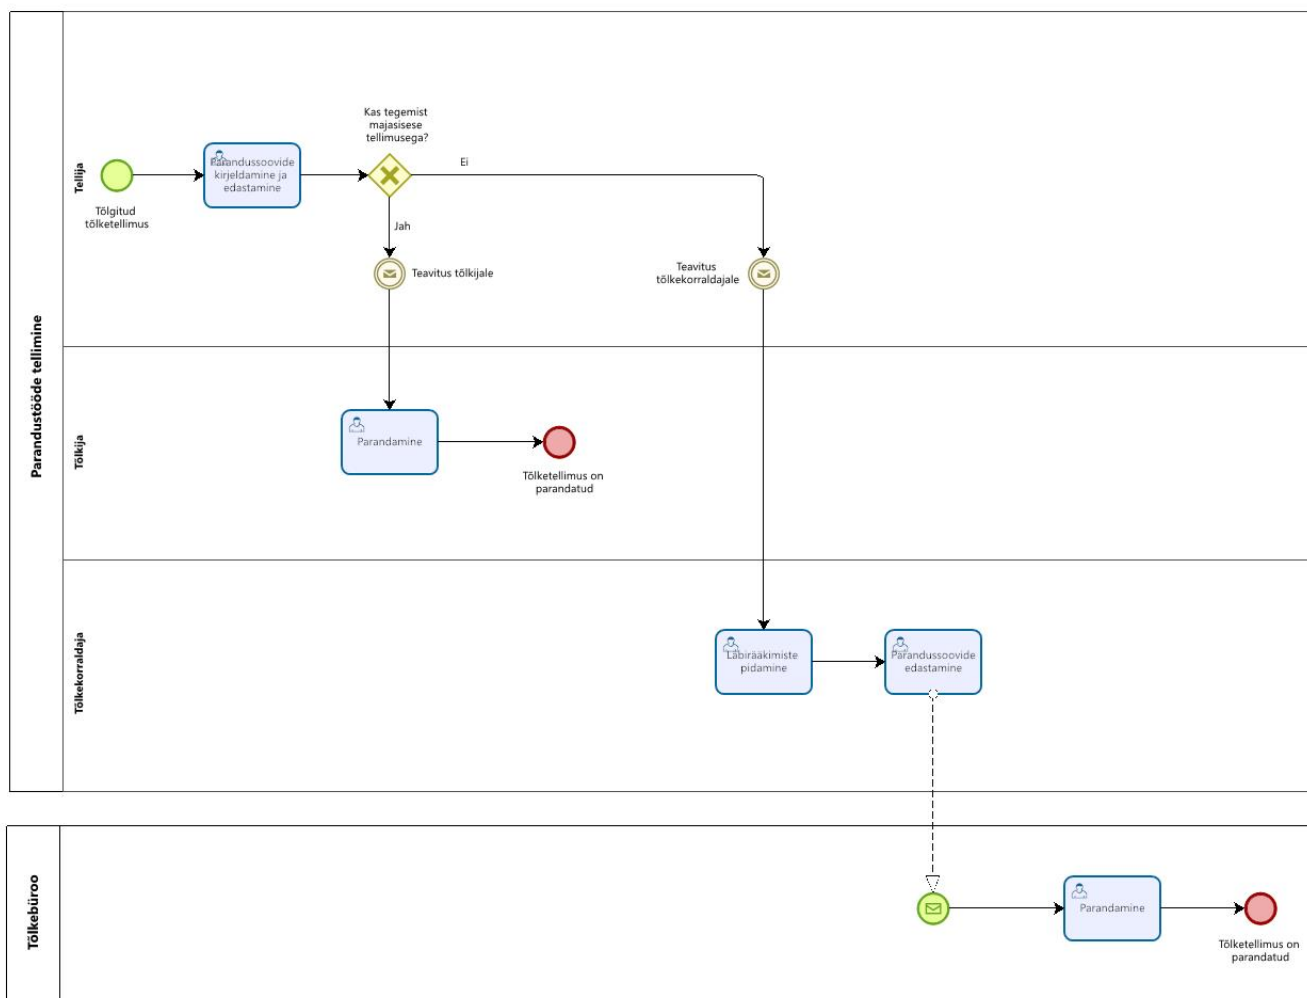 Parandustööde tellimine
Tellija
Kas tegemist
majasisese
tellimusega?
Tõlgitud
tõlketellimus
Parandussoovide
kirjeldamine ja
edastamine
Ei
Jah
Teavitus tõlkijale
Teavitus
tõlkekorraldajale
Tõlkija
Parandamine
Tõlketellimus on
parandatud
Tõlkekorraldaja
Läbirääkimiste
pidamine
Parandussoovide
edastamine
Tõlkebüroo
Parandamine
Tõlketellimus on
parandatud